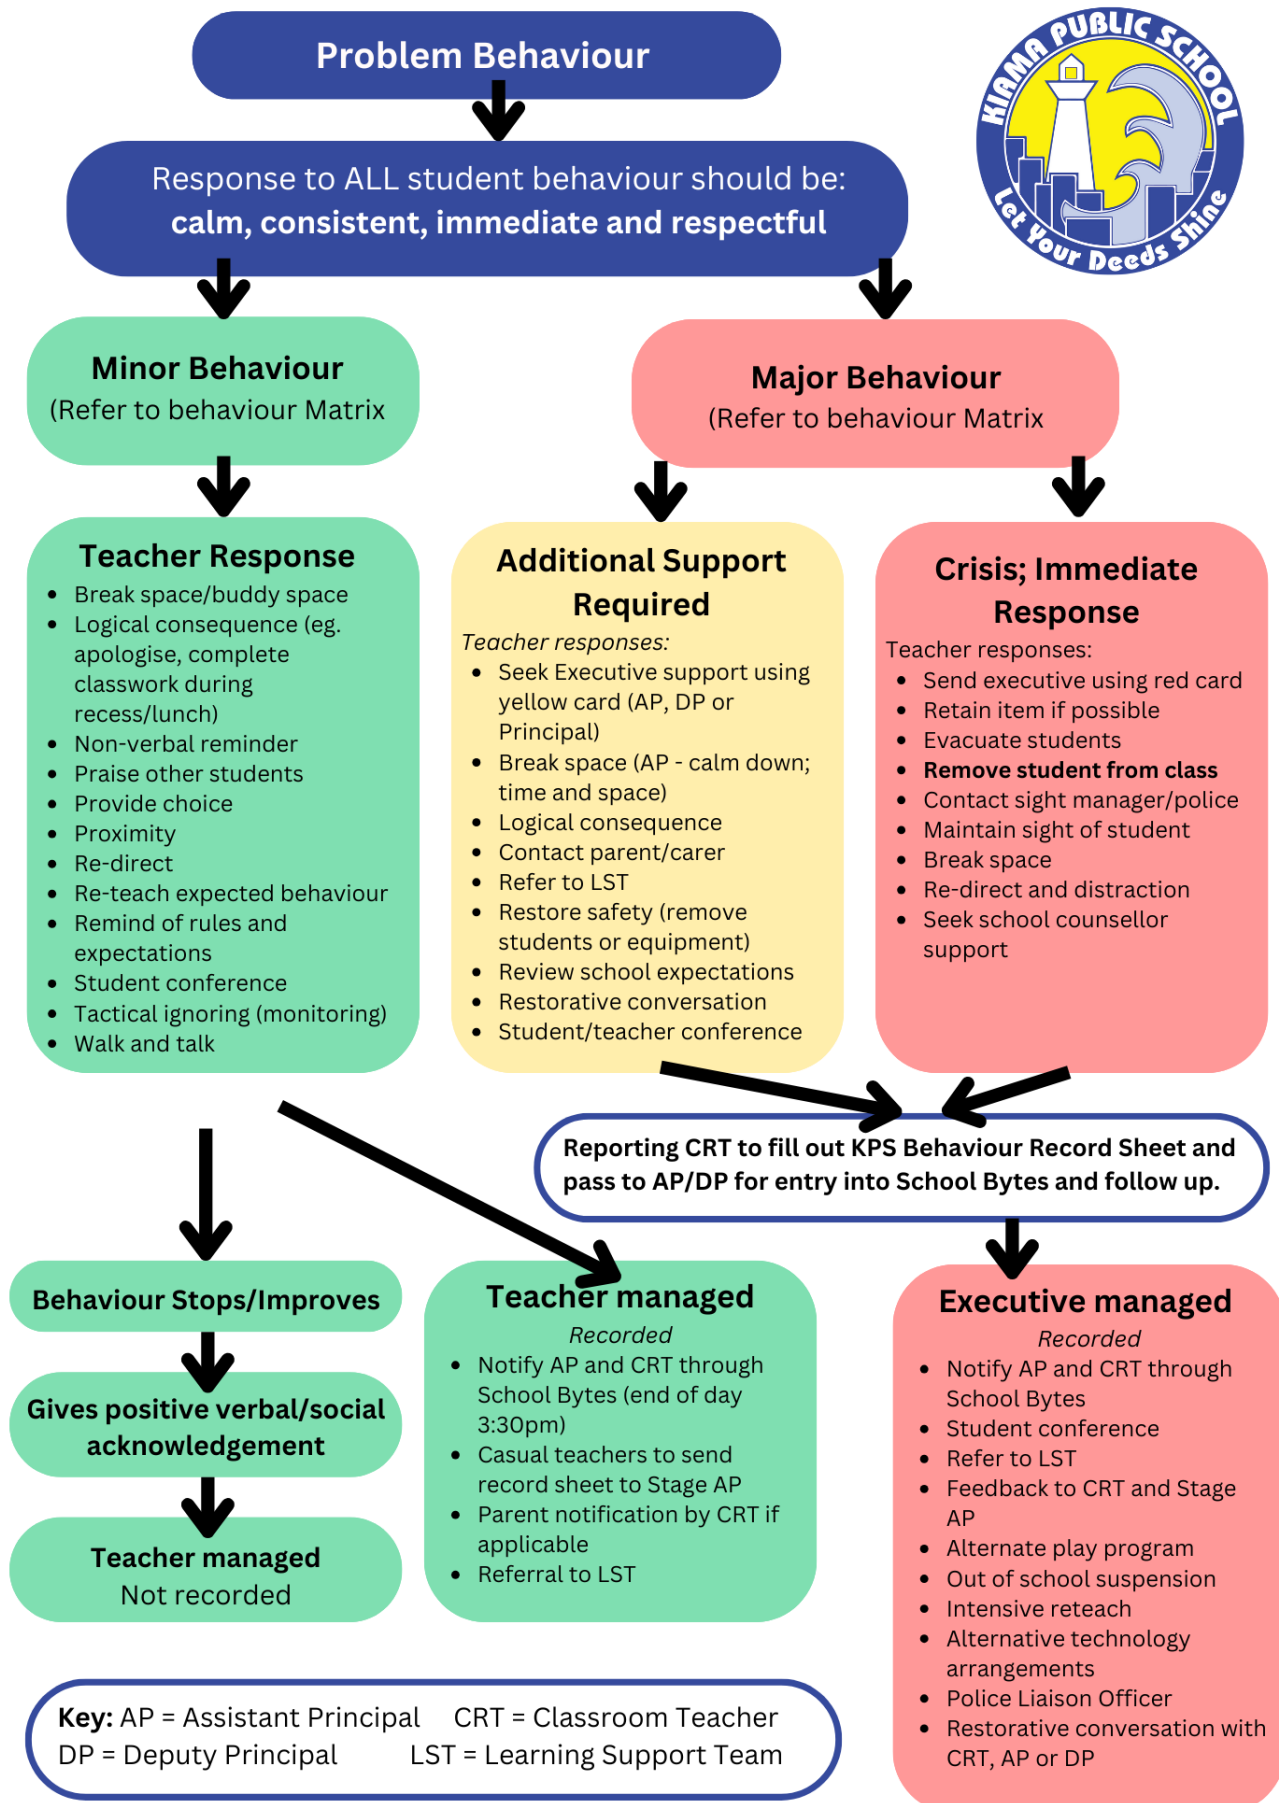 Problem Behaviour
KIAMA PUBLIC SCHOOL
Let Your Deeds Shine
Response to ALL student behaviour should be:
calm, consistent, immediate and respectful
Minor Behaviour
(Refer to behaviour Matrix
Major Behaviour
(Refer to behaviour Matrix
Teacher Response
• Break space/buddy space
• Logical consequence (eg.
apologise, complete
classwork during
recess/lunch)
• Non-verbal reminder
• Praise other students
• Provide choice
• Proximity
• Re-direct
• Re-teach expected behaviour
• Remind of rules and
expectations
• Student conference
• Tactical ignoring (monitoring)
• Walk and talk
Additional Support
Required
Teacher responses:
• Seek Executive support using
yellow card (AP, DP or
Principal)
• Break space (AP - calm down;
time and space)
• Logical consequence
• Contact parent/carer
• Refer to LST
• Restore safety (remove
students or equipment)
• Review school expectations
• Restorative conversation
• Student/teacher conference
Crisis; Immediate
Response
Teacher responses:
• Send executive using red card
• Retain item if possible
• Evacuate students
• Remove student from class
• Contact sight manager/police
• Maintain sight of student
• Break space
• Re-direct and distraction
• Seek school counsellor
support
Reporting CRT to fill out KPS Behaviour Record Sheet and
pass to AP/DP for entry into School Bytes and follow up.
Behaviour Stops/Improves
Gives positive verbal/social
acknowledgement
Teacher managed
Not recorded
Teacher managed
Recorded
• Notify AP and CRT through
School Bytes (end of day
3:30pm)
• Casual teachers to send
record sheet to Stage AP
• Parent notification by CRT if
applicable
• Referral to LST
Executive managed
Recorded
• Notify AP and CRT through
School Bytes
• Student conference
• Refer to LST
• Feedback to CRT and Stage
AP
• Alternate play program
• Out of school suspension
• Intensive reteach
• Alternative technology
arrangements
• Police Liaison Officer
• Restorative conversation with
CRT, AP or DP
Key: AP = Assistant Principal CRT = Classroom Teacher
DP = Deputy Principal LST = Learning Support Team